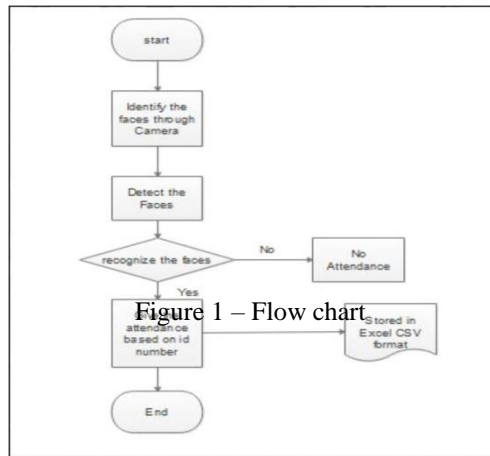 start
Identify the
faces through
Camera
Detect the
Faces
recognize the faces
No
No
Attendance
Yes
Figure 1 – Flow chart
attendance
based on id
number
Stored in
Excel CSV
format
End